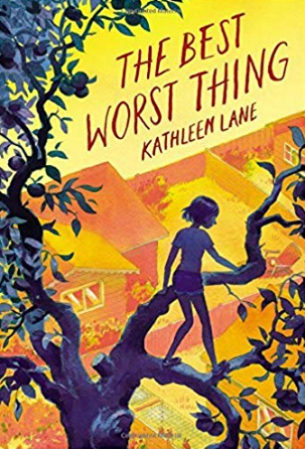 THE BEST
WORST THING
KATHLEEN LANE